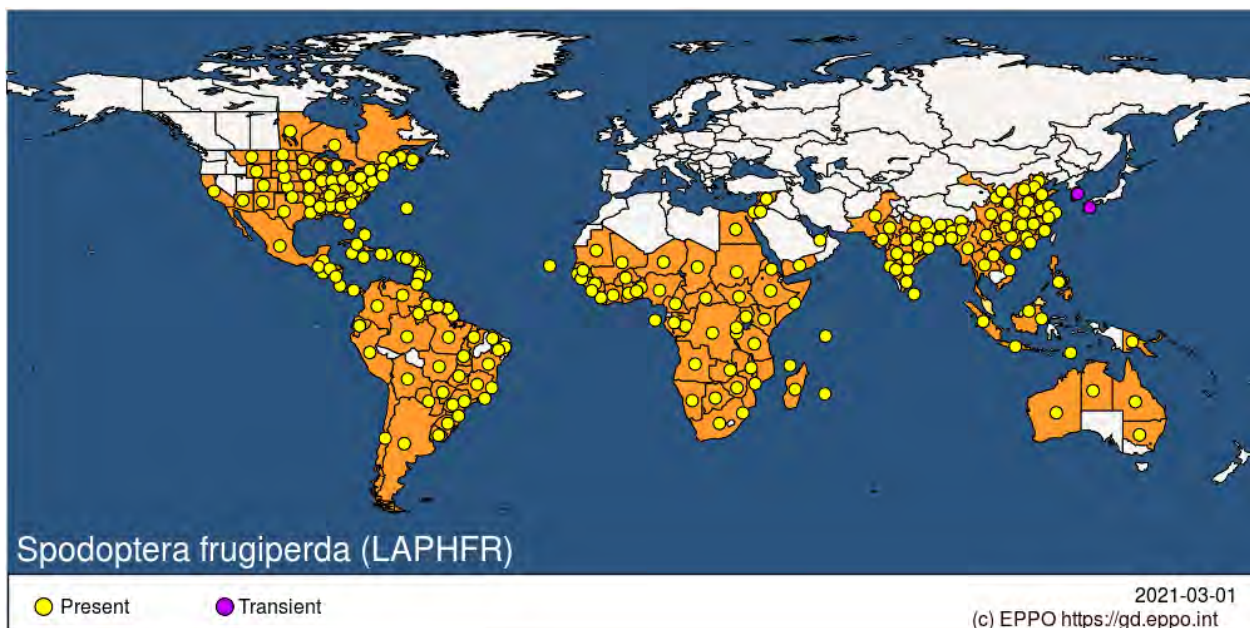 Spodoptera frugiperda (LAPHFR)
Present
Transient
2021-03-01
(c) EPPO https://gd.eppo.int